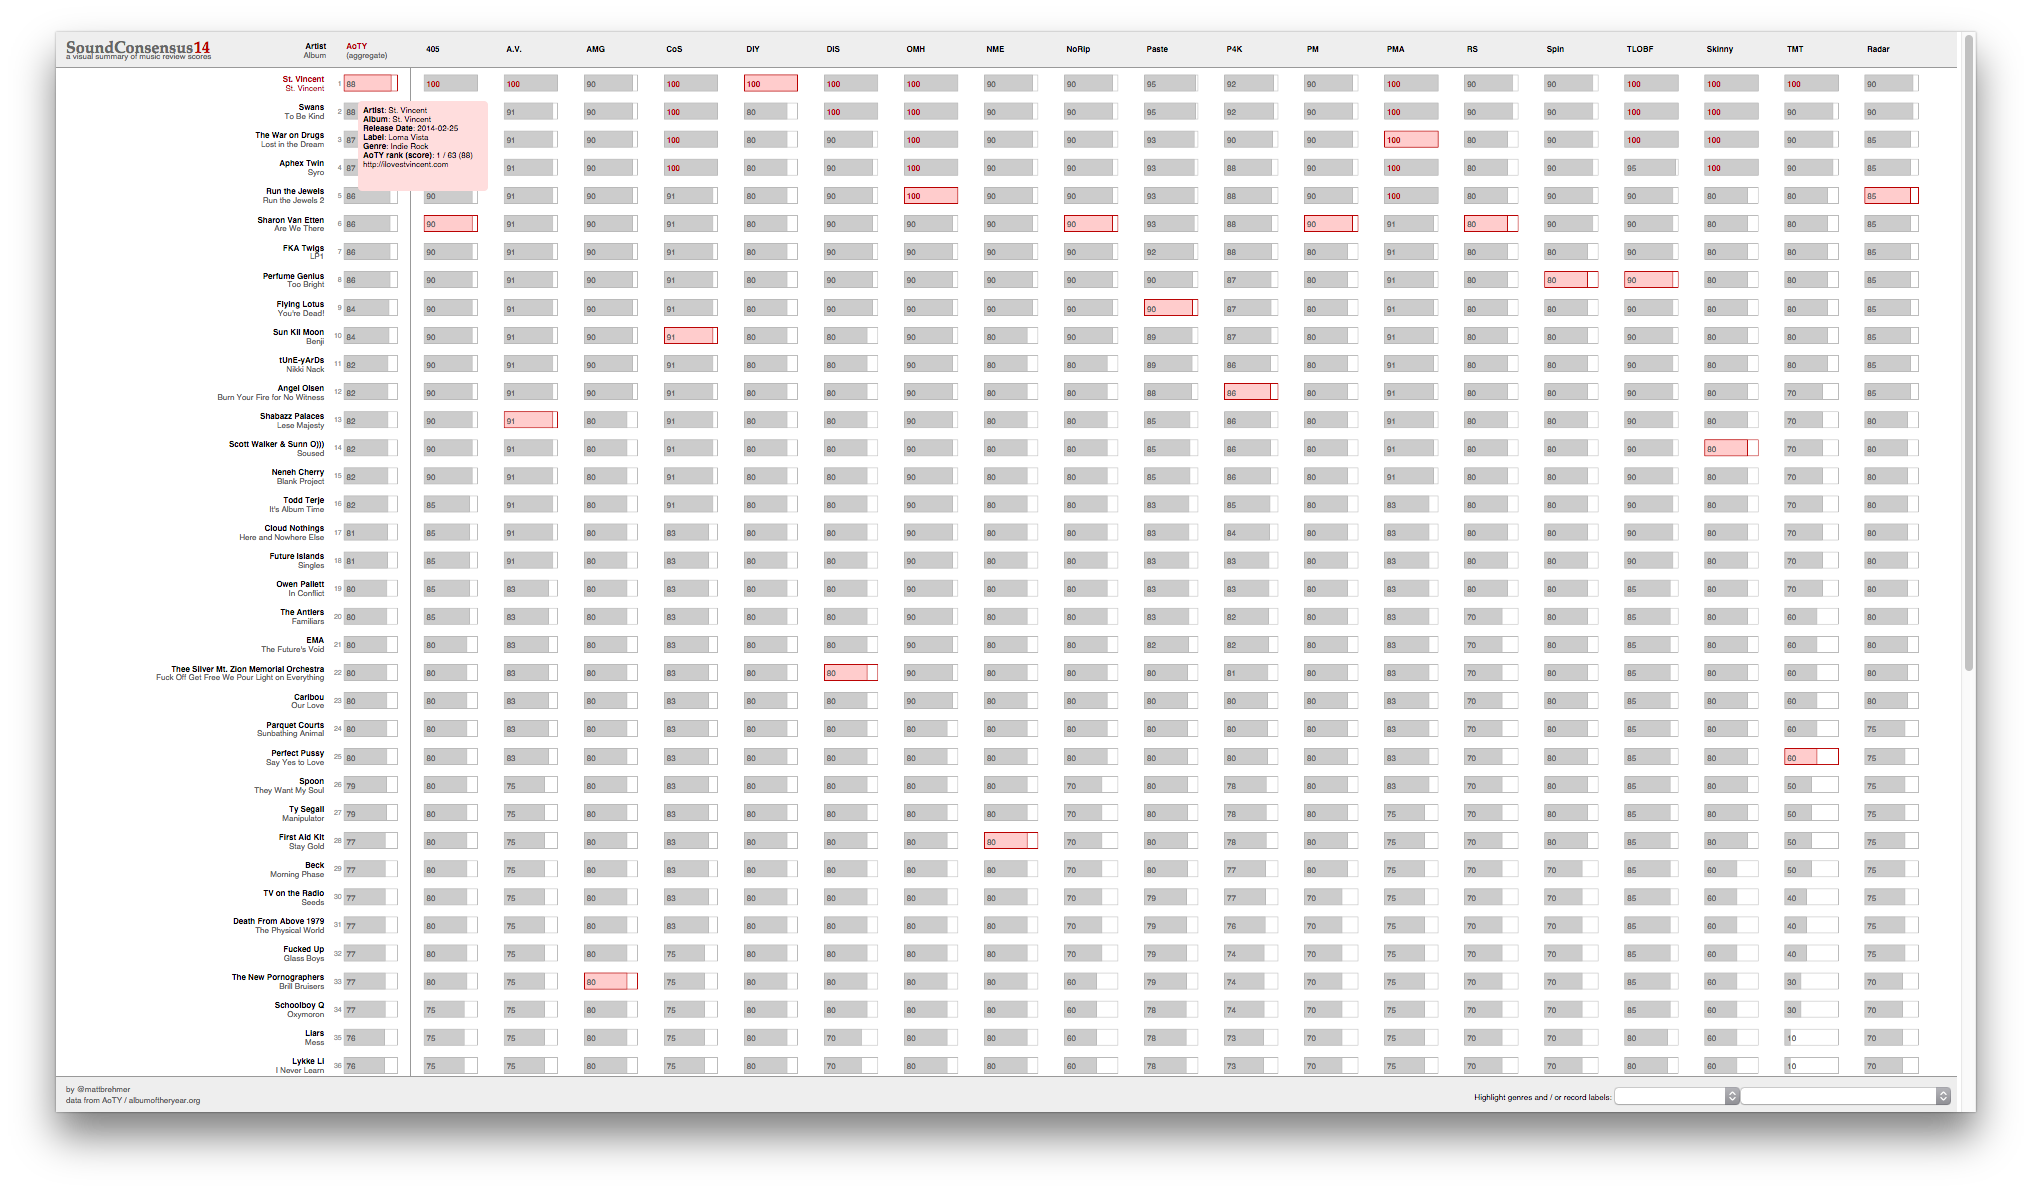 SoundConsensus14
a visual summary of music review scores
Artist
Album
AoTY
(aggregate)
405 A.V. AMG CoS DIY DIS OMH NME NoRip Paste P4K PM PMA RS Spin TLOBF Skinny TMT Radar
St. Vincent
St. Vincent
1 88 100 100 90 100 100 100 100 90 90 95 92 90 100 90 90 100 100 100 90
Swans
To Be Kind
2 88 91 90 100 80 100 100 90 90 95 92 90 100 80 90 100 100 90 90
Artist: St. Vincent
Album: St. Vincent
Release Date: 2014-02-25
Label: Loma Vista
Genre: Indie Rock
AoTY rank (score): 1 / 63 (88)
http://ilovestvincent.com
The War on Drugs
Lost in the Dream
3 87 91 90 100 80 90 100 90 90 93 90 90 100 80 90 100 100 90 85
Aphex Twin
Syro
4 87 91 90 100 80 90 100 90 90 93 88 90 100 80 90 95 100 90 85
Run the Jewels
Run the Jewels 2
5 86 90 91 90 91 80 90 100 90 90 93 88 90 100 80 90 90 80 80 85
Sharon Van Etten
Are We There
6 86 90 91 90 91 80 90 90 90 90 93 88 90 91 80 90 90 80 80 85
FKA Twigs
LP1
7 86 90 91 90 91 80 90 90 90 90 92 88 80 91 80 80 90 80 80 85
Perfume Genius
Too Bright
8 86 90 91 90 91 80 90 90 90 90 90 87 80 91 80 80 90 80 80 85
Flying Lotus
You're Dead!
9 84 90 91 90 91 80 90 90 90 90 90 87 80 91 80 80 90 80 80 85
Sun Kil Moon
Benji
10 84 90 91 90 91 80 80 90 80 90 89 87 80 91 80 80 90 80 80 85
tUnE-yArDs
Nikki Nack
11 82 90 91 90 91 80 80 90 80 80 89 86 80 91 80 80 90 80 80 85
Angel Olsen
Burn Your Fire for No Witness
12 82 90 91 90 91 80 80 90 80 80 88 86 80 91 80 80 90 80 70 85
Shabazz Palaces
Lese Majesty
13 82 90 91 80 91 80 80 90 80 80 85 86 80 91 80 80 90 80 70 80
Scott Walker & Sunn O)))
Soused
14 82 90 91 80 91 80 80 90 80 80 85 86 80 91 80 80 90 80 70 80
Neneh Cherry
Blank Project
15 82 90 91 80 91 80 80 90 80 80 85 86 80 91 80 80 90 80 70 80
Todd Terje
It's Album Time
16 82 85 91 80 91 80 80 90 80 80 83 85 80 83 80 80 90 80 70 80
Cloud Nothings
Here and Nowhere Else
17 81 85 91 80 83 80 80 90 80 80 83 84 80 83 80 80 90 80 70 80
Future Islands
Singles
18 81 85 91 80 83 80 80 90 80 80 83 83 80 83 80 80 90 80 70 80
Owen Pallett
In Conflict
19 80 85 83 80 83 80 80 90 80 80 83 83 80 83 80 80 85 80 70 80
The Antlers
Familiars
20 80 85 83 80 83 80 80 90 80 80 83 82 80 83 70 80 85 80 60 80
EMA
The Future's Void
21 80 80 83 80 83 80 80 90 80 80 82 82 80 83 70 80 85 80 60 80
Thee Silver Mt. Zion Memorial Orchestra
Fuck Off Get Free We Pour Light on Everything
22 80 80 83 80 83 80 80 90 80 80 80 81 80 83 70 80 85 80 60 80
Caribou
Our Love
23 80 80 83 80 83 80 80 90 80 80 80 80 80 83 70 80 85 80 60 80
Parquet Courts
Sunbathing Animal
24 80 80 83 80 83 80 80 80 80 80 80 80 80 83 70 80 85 80 60 75
Perfect Pussy
Say Yes to Love
25 80 80 83 80 83 80 80 80 80 80 80 80 80 83 70 80 85 80 60 75
Spoon
They Want My Soul
26 79 80 75 80 83 80 80 80 80 70 80 78 80 83 70 80 85 80 50 75
Ty Segall
Manipulator
27 79 80 75 80 83 80 80 80 80 70 80 78 80 75 70 80 85 80 50 75
First Aid Kit
Stay Gold
28 77 80 75 80 83 80 80 80 80 70 80 78 80 75 70 80 85 80 50 75
Beck
Morning Phase
29 77 80 75 80 83 80 80 80 80 70 80 77 80 75 70 70 85 60 50 75
TV on the Radio
Seeds
30 77 80 75 80 83 80 80 80 80 70 79 77 70 75 70 70 85 60 40 75
Death From Above 1979
The Physical World
31 77 80 75 80 83 80 80 80 80 70 79 76 70 75 70 70 85 60 40 75
Fucked Up
Glass Boys
32 77 80 75 80 75 80 80 80 80 70 79 74 70 75 70 70 85 60 40 75
The New Pornographers
Brill Bruisers
33 77 80 75 80 75 80 80 80 80 60 79 74 70 75 70 70 85 60 30 70
Schoolboy Q
Oxymoron
34 77 75 75 80 75 80 80 80 80 60 78 74 70 75 70 70 80 60 30 70
Liars
Mess
35 76 75 75 80 75 80 70 80 80 60 78 73 70 75 70 70 80 60 10 70
Lykke Li
I Never Learn
36 76 75 75 80 75 80 70 80 80 60 78 73 70 75 70 70 80 60 10 70
by @mattbrehmer
data from AoTY / albumoftheyear.org
Highlight genres and / or record labels: